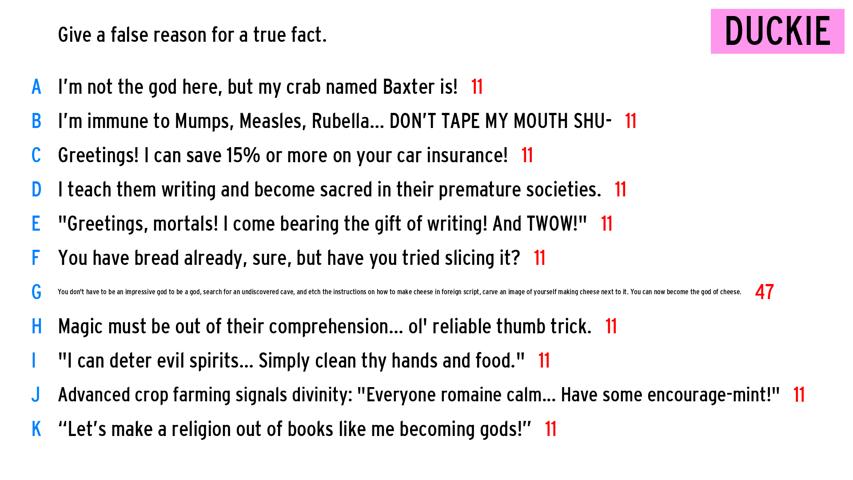 Give a false reason for a true fact.
DUCKIE
A I'm not the god here, but my crab named Baxter is! 11
B I'm immune to Mumps, Measles, Rubella... DON'T TAPE MY MOUTH SHU- 11
C Greetings! I can save 15% or more on your car insurance! 11
D I teach them writing and become sacred in their premature societies. 11
E "Greetings, mortals! I come bearing the gift of writing! And TWOW!" 11
F You have bread already, sure, but have you tried slicing it? 11
G You don't have to be an impressive god to be a god, search for an undiscovered cave, and etch the instructions on how to make cheese in foreign script, carve an image of yourself making cheese next to it. You can now become the god of cheese. 47
H Magic must be out of their comprehension... ol' reliable thumb trick. 11
I "I can deter evil spirits... Simply clean thy hands and food." 11
J Advanced crop farming signals divinity: "Everyone romaine calm... Have some encourage-mint!" 11
K “Let's make a religion out of books like me becoming gods!” 11